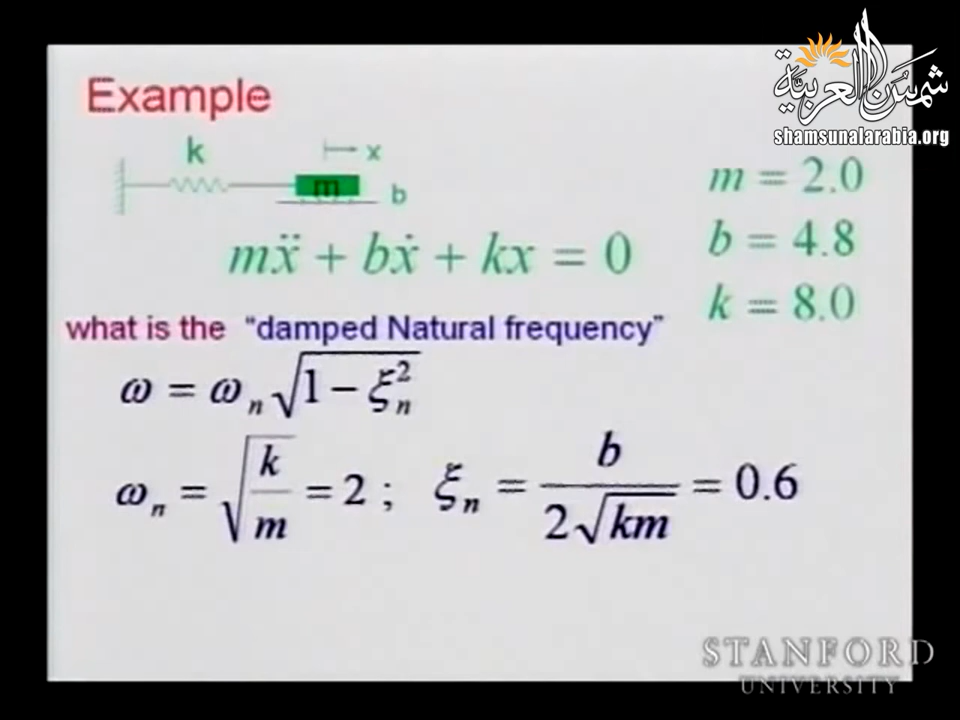 شمس العربية
shamsunalarabia.org
Example
k
x
m
b
m = 2.0
b = 4.8
k = 8.0
mẍ + bẋ + kx = 0
what is the "damped Natural frequency"
ω = ωₙ√(1 − ξₙ²)
ωₙ = √(k/m) = 2 ; ξₙ = b/(2√(km)) = 0.6
STANFORD
UNIVERSITY